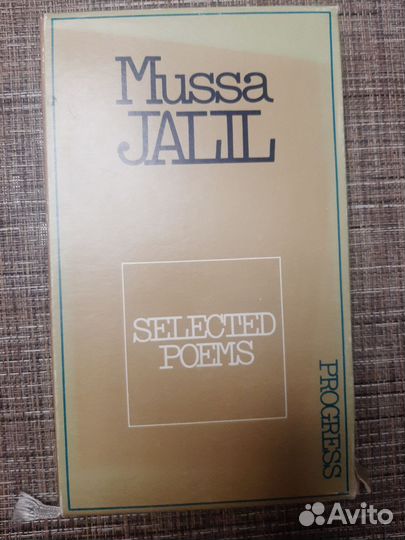 Mussa
JALIL
SELECTED
POEMS
PROGRESS
Avito